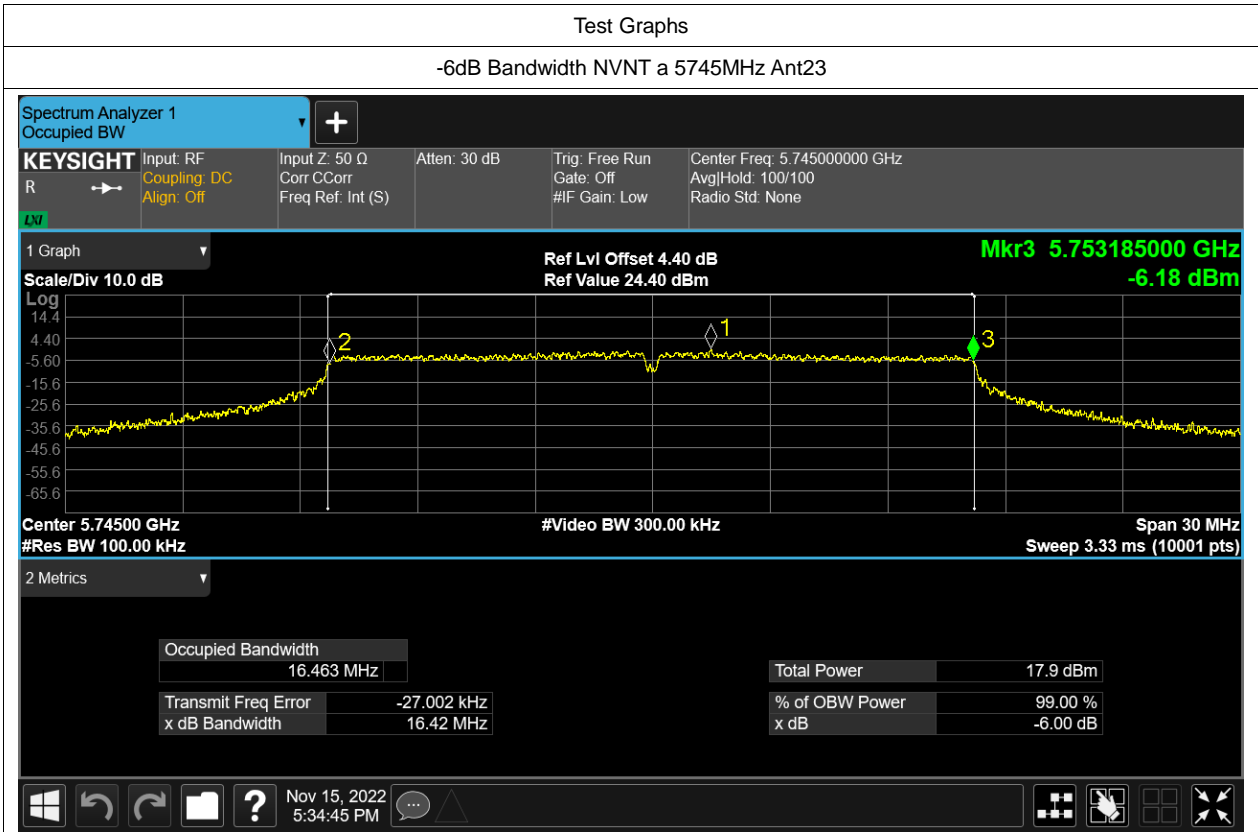 Test Graphs
-6dB Bandwidth NVNT a 5745MHz Ant23
Spectrum Analyzer 1
Occupied BW
KEYSIGHT
R
LXI
Input: RF
Coupling: DC
Align: Off
Input Z: 50 Ω
Corr CCorr
Freq Ref: Int (S)
Atten: 30 dB
Trig: Free Run
Gate: Off
#IF Gain: Low
Center Freq: 5.745000000 GHz
Avg|Hold: 100/100
Radio Std: None
1 Graph
Scale/Div 10.0 dB
Ref Lvl Offset 4.40 dB
Ref Value 24.40 dBm
Mkr3 5.753185000 GHz
-6.18 dBm
Log
14.4
4.40
-5.60
-15.6
-25.6
-35.6
-45.6
-55.6
-65.6
2
1
3
Center 5.74500 GHz
#Res BW 100.00 kHz
#Video BW 300.00 kHz
Span 30 MHz
Sweep 3.33 ms (10001 pts)
2 Metrics
Occupied Bandwidth
16.463 MHz
Transmit Freq Error -27.002 kHz
x dB Bandwidth 16.42 MHz
Total Power 17.9 dBm
% of OBW Power 99.00 %
x dB -6.00 dB
Nov 15, 2022
5:34:45 PM